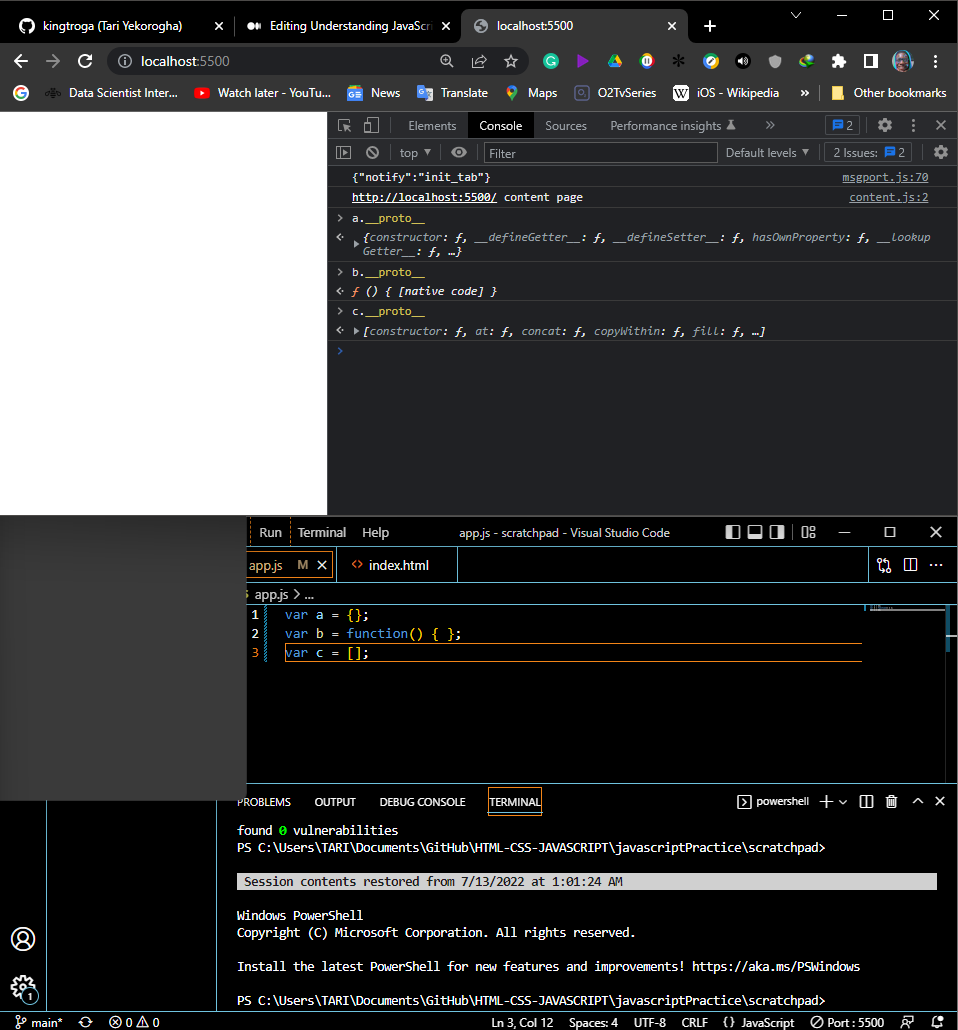 kingtroga (Tari Yekorogha)
Editing Understanding JavaScri
localhost:5500
localhost:5500
Data Scientist Inter...
Watch later - YouTu...
News
Translate
Maps
O2TvSeries
iOS - Wikipedia
»
Other bookmarks
Elements
Console
Sources
Performance insights
»
2
top
Filter
Default levels
2 Issues:
2
{"notify":"init_tab"}
msgport.js:70
http://localhost:5500/ content page
content.js:2
> a.__proto__
{constructor: ƒ, __defineGetter__: ƒ, __defineSetter__: ƒ, hasOwnProperty: ƒ, __lookup
Getter__: ƒ, …}
> b.__proto__
ƒ () { [native code] }
> c.__proto__
[constructor: ƒ, at: ƒ, concat: ƒ, copyWithin: ƒ, fill: ƒ, …]
>
Run
Terminal
Help
app.js - scratchpad - Visual Studio Code
app.js
M
index.html
app.js > ...
1 var a = {};
2 var b = function() { };
3 var c = [];
PROBLEMS
OUTPUT
DEBUG CONSOLE
TERMINAL
powershell
found 0 vulnerabilities
PS C:\Users\TARI\Documents\GitHub\HTML-CSS-JAVASCRIPT\javascriptPractice\scratchpad>
Session contents restored from 7/13/2022 at 1:01:24 AM
Windows PowerShell
Copyright (C) Microsoft Corporation. All rights reserved.
Install the latest PowerShell for new features and improvements! https://aka.ms/PSWindows
PS C:\Users\TARI\Documents\GitHub\HTML-CSS-JAVASCRIPT\javascriptPractice\scratchpad>
1
main*
0
0
Ln 3, Col 12
Spaces: 4
UTF-8
CRLF
{} JavaScript
Port : 5500